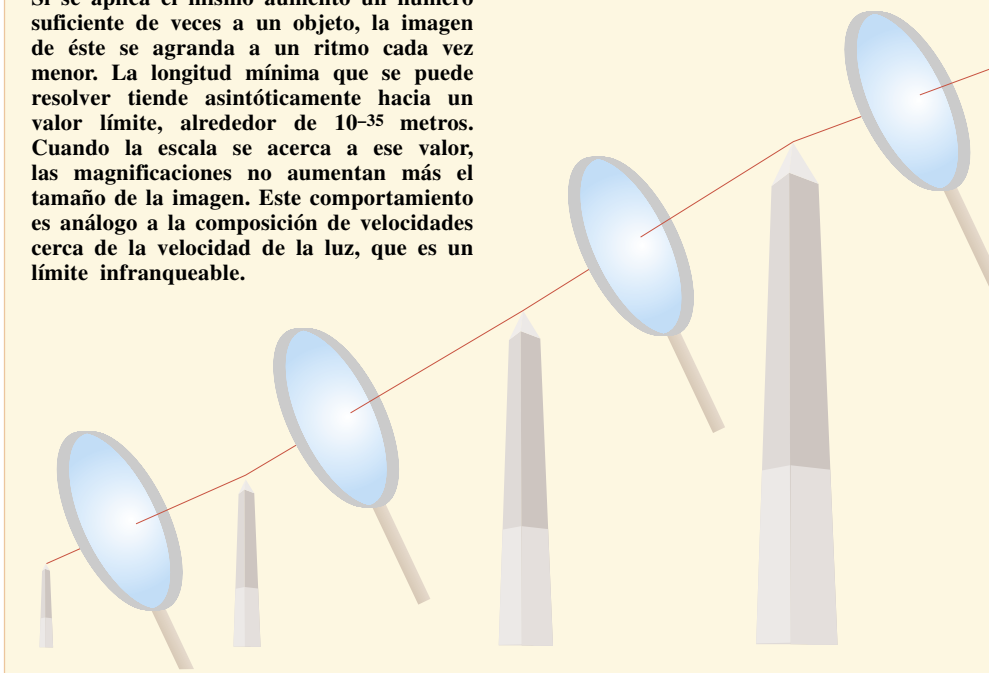 Si se aplica el mismo aumento un número
suficiente de veces a un objeto, la imagen
de éste se agranda a un ritmo cada vez
menor. La longitud mínima que se puede
resolver tiende asintóticamente hacia un
valor límite, alrededor de 10–35 metros.
Cuando la escala se acerca a ese valor,
las magnificaciones no aumentan más el
tamaño de la imagen. Este comportamiento
es análogo a la composición de velocidades
cerca de la velocidad de la luz, que es un
límite infranqueable.